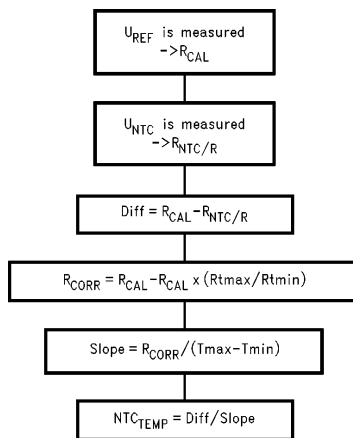 U_REF is measured
->R_CAL
U_NTC is measured
->R_NTC/R
Diff = R_CAL-R_NTC/R
R_CORR = R_CAL-R_CAL x (Rtmax/Rtmin)
Slope = R_CORR/(Tmax-Tmin)
NTC_TEMP = Diff/Slope